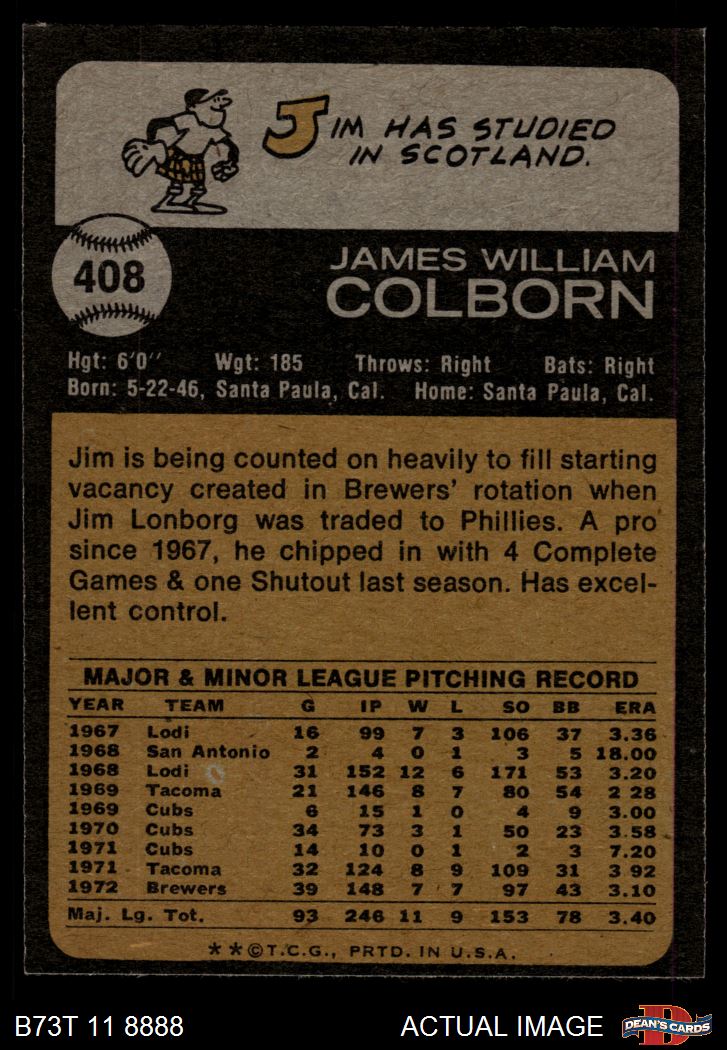 JIM HAS STUDIED
IN SCOTLAND.
408
JAMES WILLIAM
COLBORN
Hgt: 6'0" Wgt: 185 Throws: Right Bats: Right
Born: 5-22-46, Santa Paula, Cal. Home: Santa Paula, Cal.
Jim is being counted on heavily to fill starting
vacancy created in Brewers' rotation when
Jim Lonborg was traded to Phillies. A pro
since 1967, he chipped in with 4 Complete
Games & one Shutout last season. Has excel-
lent control.
MAJOR & MINOR LEAGUE PITCHING RECORD
YEAR TEAM G IP W L SO BB ERA
1967 Lodi 16 99 7 3 106 37 3.36
1968 San Antonio 2 4 0 1 3 5 18.00
1968 Lodi 31 152 12 6 171 53 3.20
1969 Tacoma 21 146 8 7 80 54 2 28
1969 Cubs 6 15 1 0 4 9 3.00
1970 Cubs 34 73 3 1 50 23 3.58
1971 Cubs 14 10 0 1 2 3 7.20
1971 Tacoma 32 124 8 9 109 31 3 92
1972 Brewers 39 148 7 7 97 43 3.10
Maj. Lg. Tot. 93 246 11 9 153 78 3.40
**©T.C.G., PRTD. IN U.S.A.
B73T 11 8888 ACTUAL IMAGE DEAN'S CARDS